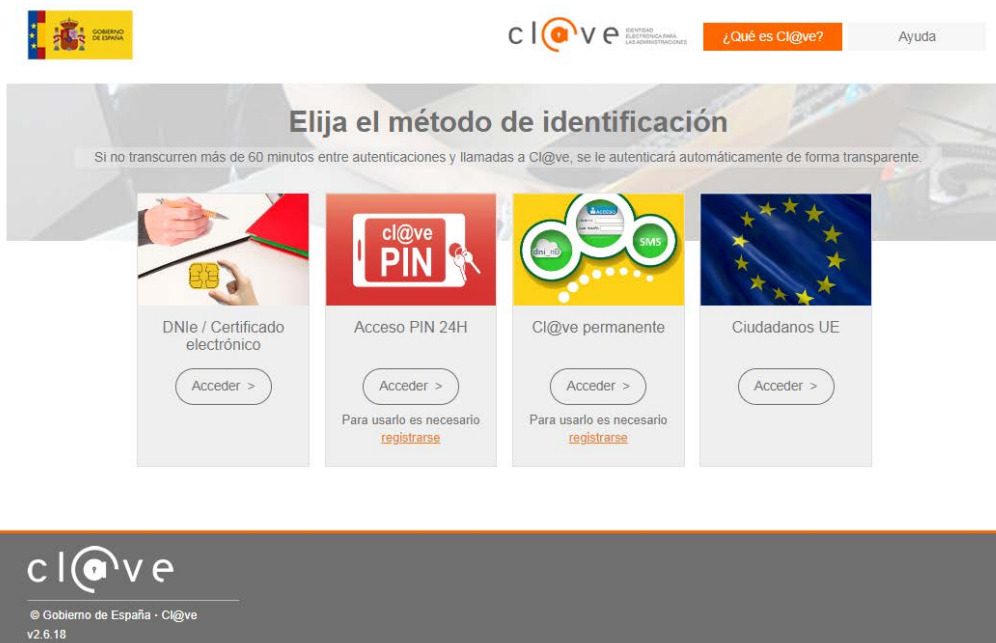 GOBIERNO
DE ESPAÑA
cl@ve
IDENTIDAD
ELECTRÓNICA PARA
LAS ADMINISTRACIONES
¿Qué es Cl@ve?
Ayuda
Elija el método de identificación
Si no transcurren más de 60 minutos entre autenticaciones y llamadas a Cl@ve, se le autenticará automáticamente de forma transparente.
cl@ve
PIN
ACCESO
SMS
dni_nb
DNIe / Certificado
electrónico
Acceso PIN 24H
Cl@ve permanente
Ciudadanos UE
Acceder >
Acceder >
Acceder >
Acceder >
Para usarlo es necesario
registrarse
Para usarlo es necesario
registrarse
cl@ve
© Gobierno de España · Cl@ve
v2.6.18